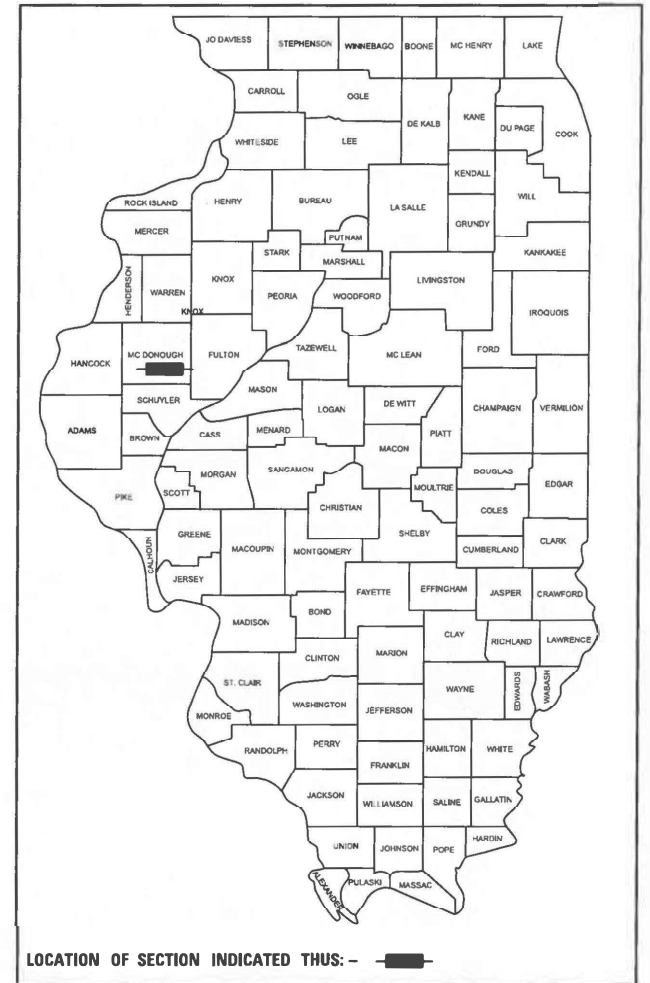 JO DAVIESS STEPHENSON WINNEBAGO BOONE MC HENRY LAKE
CARROLL OGLE DE KALB KANE DU PAGE COOK
WHITESIDE LEE
KENDALL WILL
ROCK ISLAND HENRY BUREAU LA SALLE GRUNDY
MERCER PUTNAM
STARK MARSHALL KANKAKEE
HENDERSON WARREN KNOX PEORIA WOODFORD LIVINGSTON IROQUOIS
KNOX
HANCOCK MC DONOUGH FULTON TAZEWELL MC LEAN FORD
MASON
SCHUYLER LOGAN DE WITT CHAMPAIGN VERMILION
ADAMS BROWN CASS MENARD MACON PIATT
MORGAN SANGAMON DOUGLAS EDGAR
PIKE SCOTT CHRISTIAN MOULTRIE COLES
CALHOUN GREENE MACOUPIN MONTGOMERY SHELBY CUMBERLAND CLARK
JERSEY
FAYETTE EFFINGHAM JASPER CRAWFORD
MADISON BOND
CLAY RICHLAND LAWRENCE
CLINTON MARION
ST. CLAIR WAYNE EDWARDS WABASH
WASHINGTON JEFFERSON
MONROE
RANDOLPH PERRY HAMILTON WHITE
FRANKLIN
JACKSON WILLIAMSON SALINE GALLATIN
HARDIN
UNION JOHNSON POPE
ALEXANDER PULASKI MASSAC
LOCATION OF SECTION INDICATED THUS: -